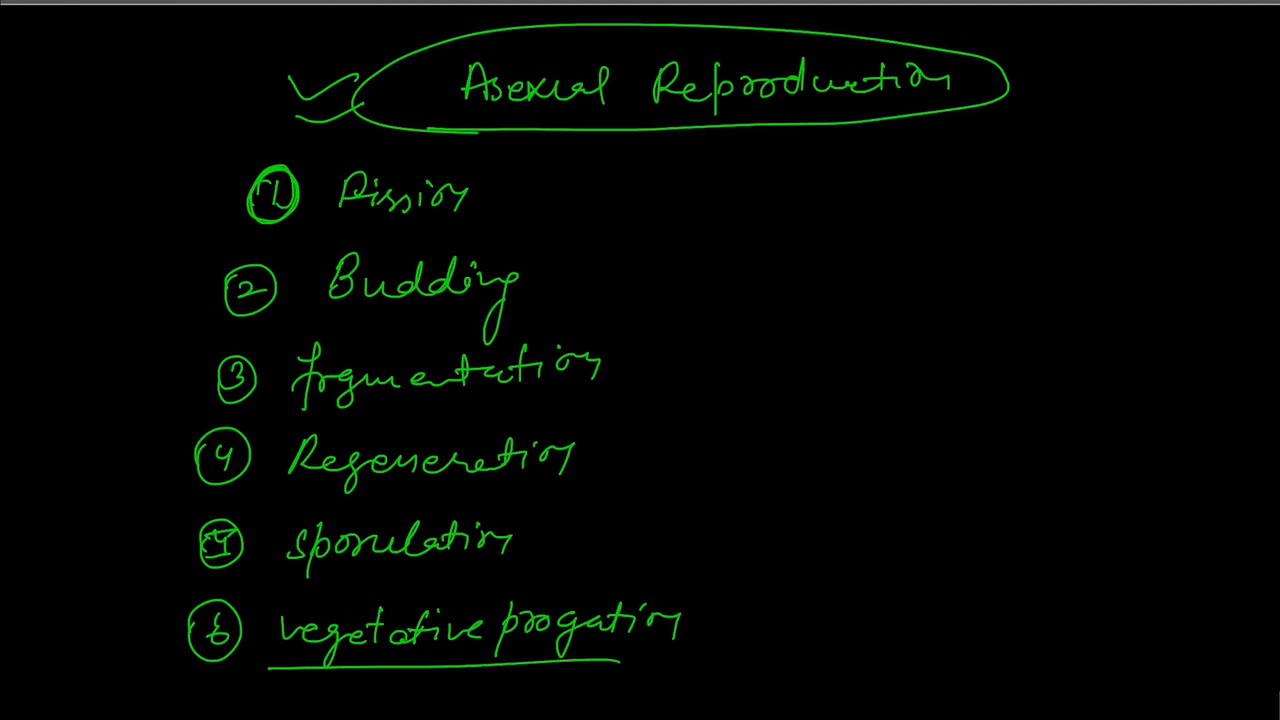 Asexual Reproduction
1 Fission
2 Budding
3 fragmentation
4 Regeneration
5 sporulation
6 vegetative progation